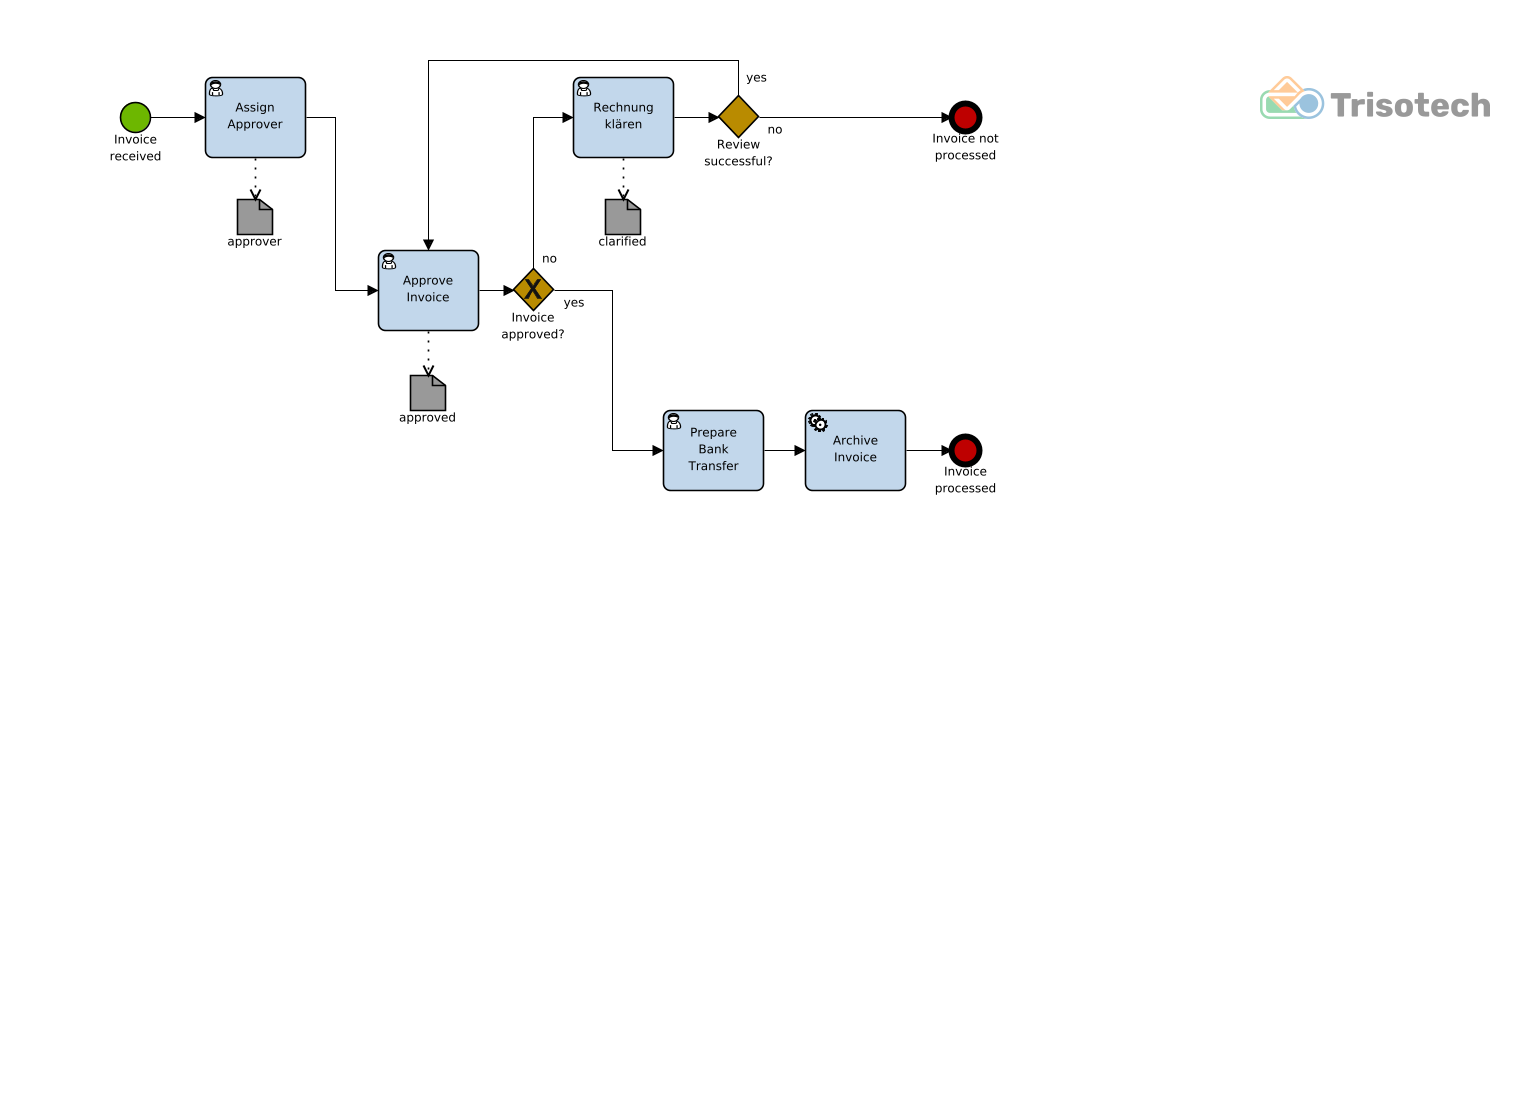 yes
Assign
Approver
Rechnung
klären
Trisotech
no
Invoice
received
Review
successful?
Invoice not
processed
approver
clarified
no
Approve
Invoice
yes
Invoice
approved?
approved
Prepare
Bank
Transfer
Archive
Invoice
Invoice
processed